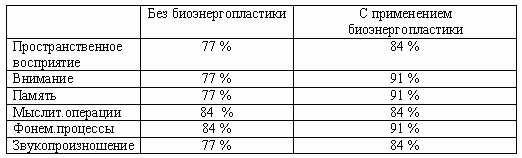 Без биоэнергопластики С применением
биоэнергопластики
Пространственное 77 % 84 %
восприятие
Внимание 77 % 91 %
Память 77 % 91 %
Мыслит.операции 84 % 84 %
Фонем.процессы 84 % 91 %
Звукопроизношение 77 % 84 %